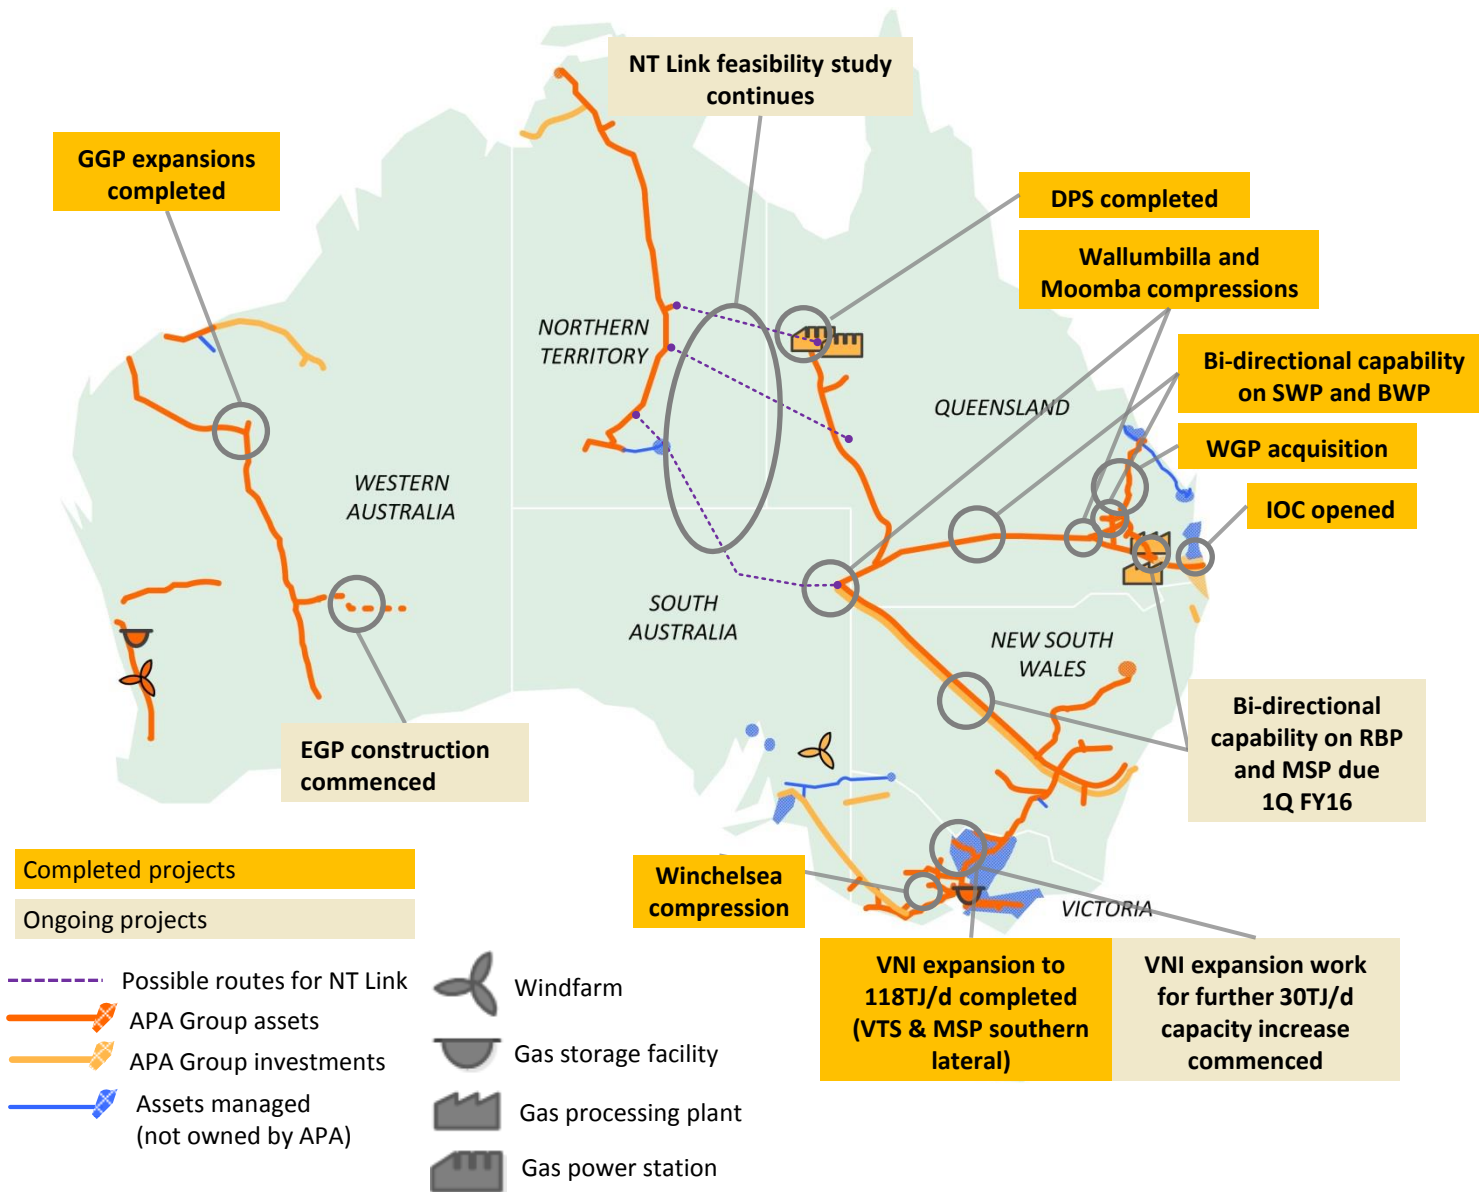 NT Link feasibility study
continues
GGP expansions
completed
DPS completed
Wallumbilla and
Moomba compressions
NORTHERN
TERRITORY
Bi-directional capability
on SWP and BWP
QUEENSLAND
WGP acquisition
WESTERN
AUSTRALIA
IOC opened
SOUTH
AUSTRALIA
NEW SOUTH
WALES
Bi-directional
capability on RBP
and MSP due
1Q FY16
EGP construction
commenced
Winchelsea
compression
VICTORIA
VNI expansion to
118TJ/d completed
(VTS & MSP southern
lateral)
VNI expansion work
for further 30TJ/d
capacity increase
commenced
Completed projects
Ongoing projects
Possible routes for NT Link
APA Group assets
APA Group investments
Assets managed
(not owned by APA)
Windfarm
Gas storage facility
Gas processing plant
Gas power station